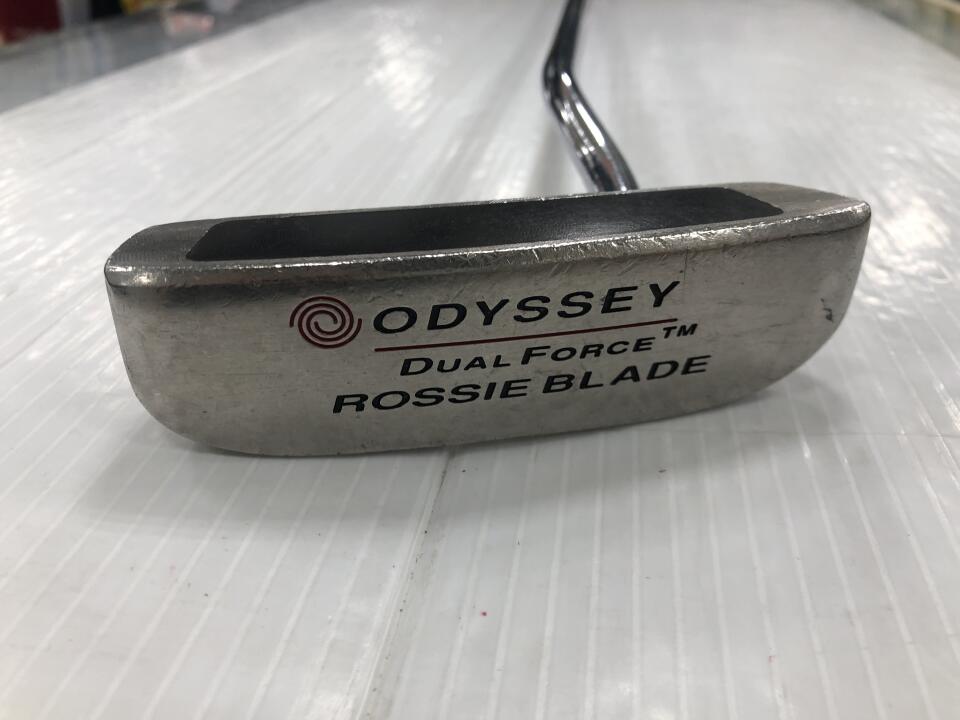 ODYSSEY
DUAL FORCE™
ROSSIE BLADE